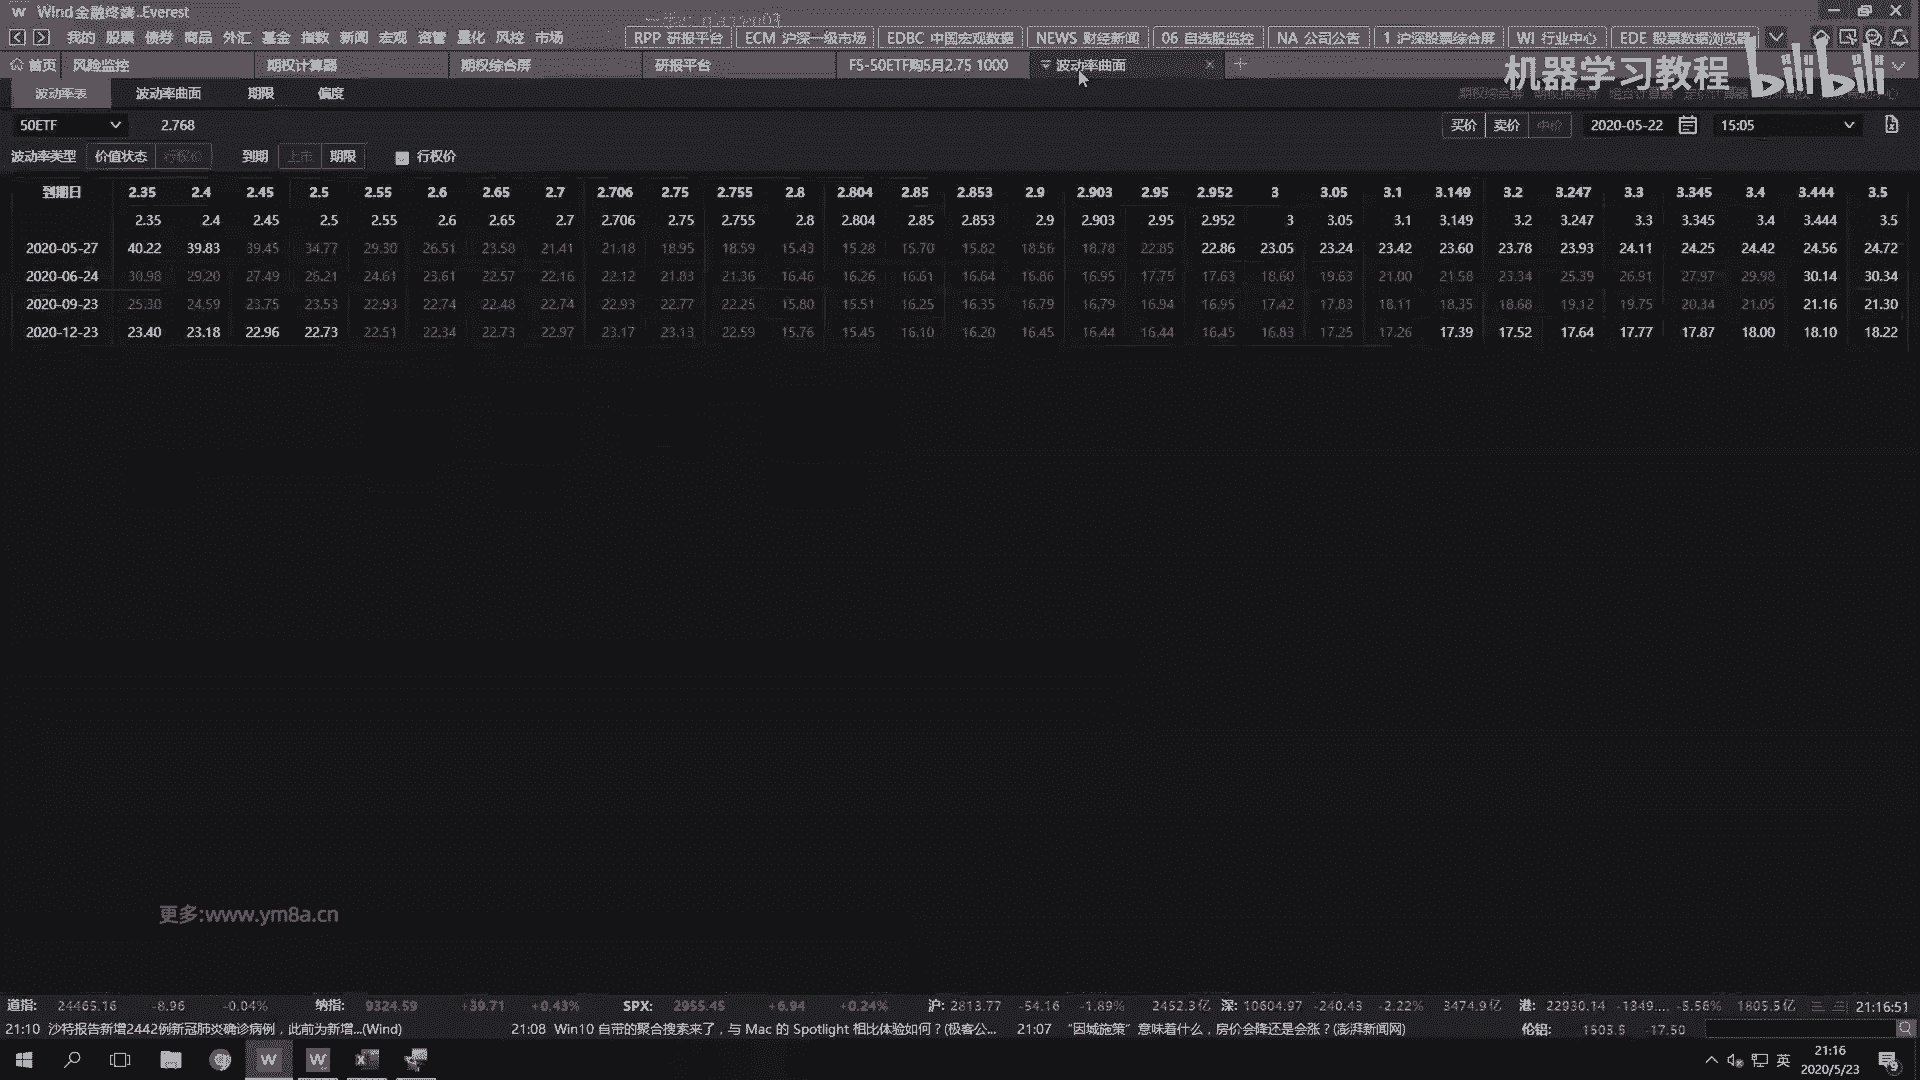 Wind金融终端..Everest
我的 股票 债券 商品 外汇 基金 指数 新闻 宏观 资管 量化 风控 市场 RPP 研报平台 ECM 沪深一级市场 EDBC 中国宏观数据 NEWS 财经新闻 06 自选股监控 NA 公司公告 1 沪深股票综合屏 WI 行业中心 EDE 股票数据浏览器
首页 风险监控 期权计算器 期权综合屏 研报平台 F5-50ETF购5月2.75 1000 波动率曲面
机器学习教程 bilibili
波动率表 波动率曲面 期限 偏度
50ETF 2.768 买价 卖价 中价 2020-05-22 15:05
波动率类型 价值状态 行权价 到期 上市 期限 行权价
到期日 2.35 2.4 2.45 2.5 2.55 2.6 2.65 2.7 2.706 2.75 2.755 2.8 2.804 2.85 2.853 2.9 2.903 2.95 2.952 3 3.05 3.1 3.149 3.2 3.247 3.3 3.345 3.4 3.444 3.5
2.35 2.4 2.45 2.5 2.55 2.6 2.65 2.7 2.706 2.75 2.755 2.8 2.804 2.85 2.853 2.9 2.903 2.95 2.952 3 3.05 3.1 3.149 3.2 3.247 3.3 3.345 3.4 3.444 3.5
2020-05-27 40.22 39.83 39.45 34.77 29.30 26.51 23.58 21.41 21.18 18.95 18.59 15.43 15.28 15.70 15.82 18.56 18.78 22.85 22.86 23.05 23.24 23.42 23.60 23.78 23.93 24.11 24.25 24.42 24.56 24.72
2020-06-24 30.98 29.20 27.49 26.21 24.61 23.61 22.57 22.16 22.12 21.83 21.36 16.46 16.26 16.61 16.64 16.86 16.95 17.75 17.63 18.60 19.63 21.00 21.58 23.34 25.39 26.91 27.97 29.98 30.14 30.34
2020-09-23 25.30 24.59 23.75 23.53 22.93 22.74 22.48 22.74 22.93 22.77 22.25 15.80 15.51 16.25 16.35 16.79 16.79 16.94 16.95 17.42 17.83 18.11 18.35 18.68 19.12 19.75 20.34 21.05 21.16 21.30
2020-12-23 23.40 23.18 22.96 22.73 22.51 22.34 22.73 22.97 23.17 23.13 22.59 15.76 15.45 16.10 16.20 16.45 16.44 16.44 16.45 16.83 17.25 17.26 17.39 17.52 17.64 17.77 17.87 18.00 18.10 18.22
更多:www.ym8a.cn
道指: 24465.16 -8.96 -0.04% 纳指: 9324.59 +39.71 +0.43% SPX: 2955.45 +6.94 +0.24% 沪: 2813.77 -54.16 -1.89% 2452.3亿 深: 10604.97 -240.43 -2.22% 3474.9亿 港: 22930.14 -1349.... -5.56% 1805.5亿 21:16:51
21:10 沙特报告新增2442例新冠肺炎确诊病例，此前为新增...(Wind) 21:08 Win10 自带的聚合搜索来了，与 Mac 的 Spotlight 相比体验如何？(极客公... 21:07 “因城施策”意味着什么，房价会降还是会涨？(澎湃新闻网) 伦铝: 1503.5 -17.50
英 21:16
2020/5/23